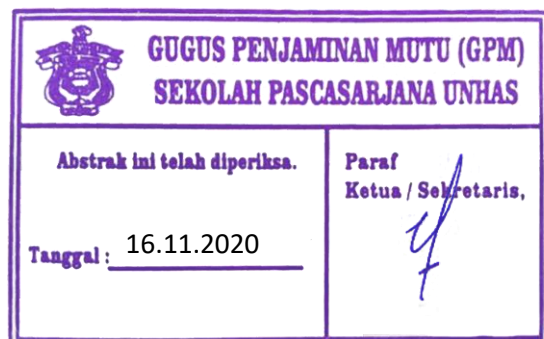 GUGUS PENJAMINAN MUTU (GPM)
SEKOLAH PASCASARJANA UNHAS
Abstrak ini telah diperiksa.
Tanggal : 16.11.2020
Paraf
Ketua / Sekretaris,